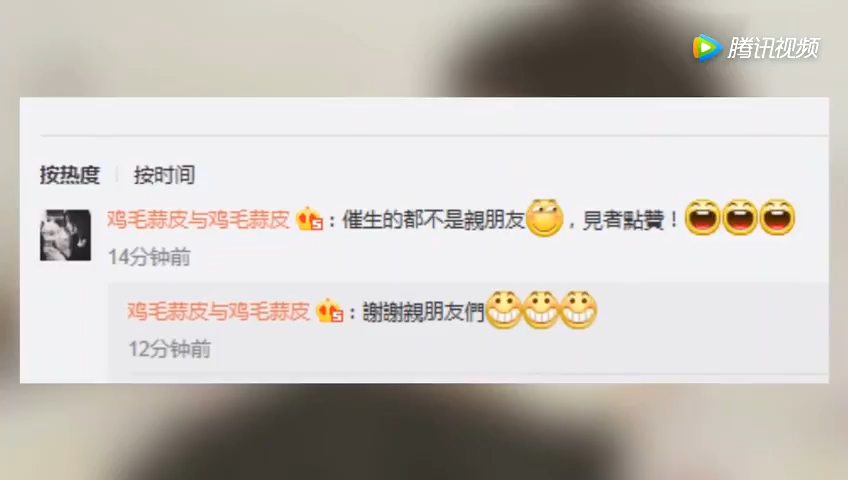 腾讯视频
按热度 按时间
鸡毛蒜皮与鸡毛蒜皮 5：催生的都不是親朋友，見者點贊！
14分钟前
鸡毛蒜皮与鸡毛蒜皮 5：謝謝親朋友們
12分钟前